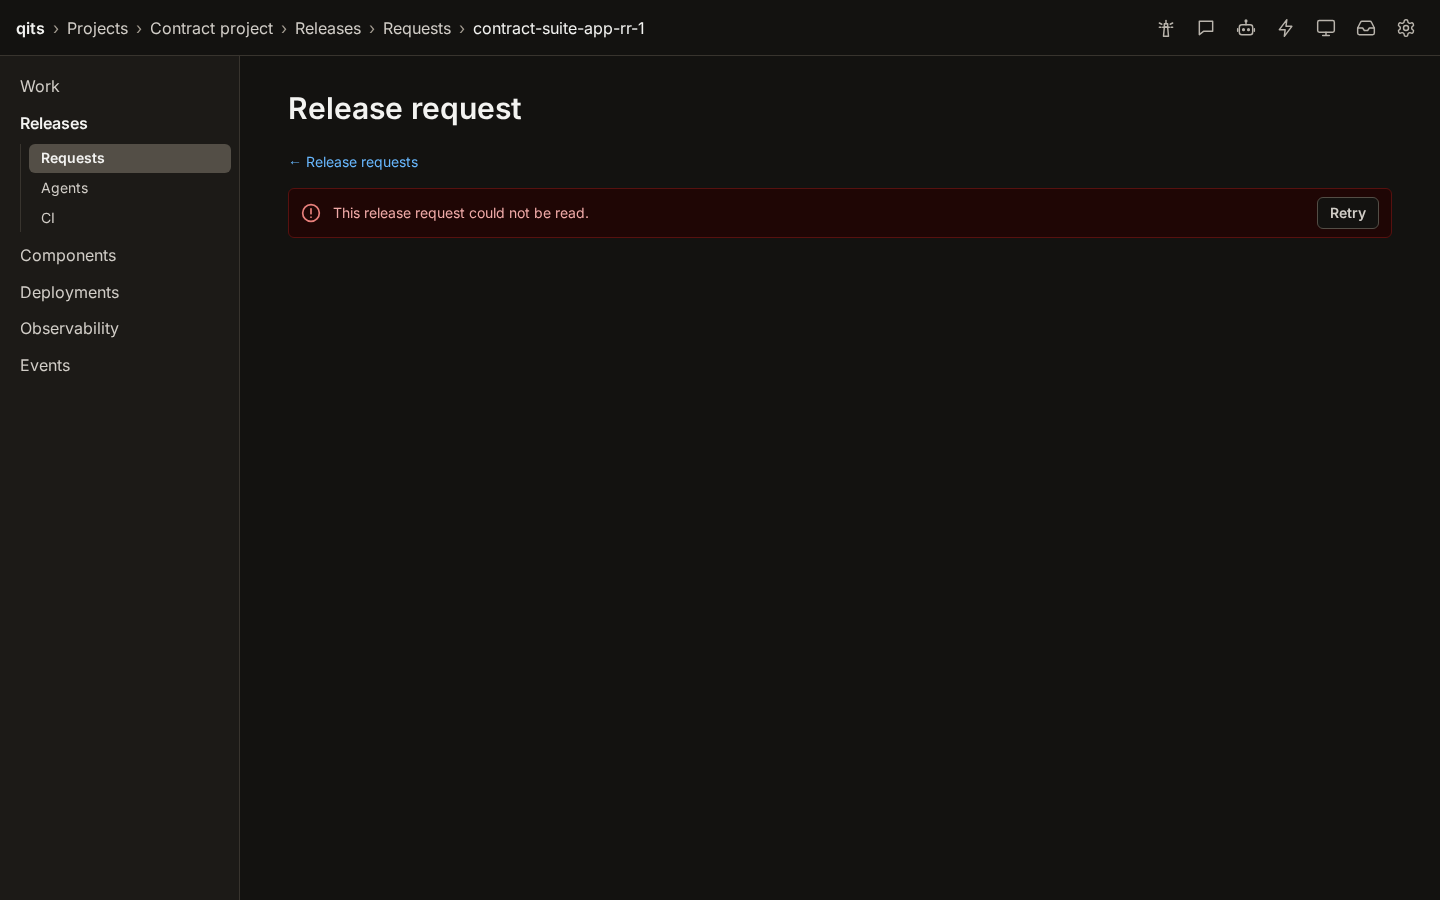 qits › Projects › Contract project › Releases › Requests › contract-suite-app-rr-1
Work
Releases
Requests
Agents
CI
Components
Deployments
Observability
Events
Release request
← Release requests
This release request could not be read.
Retry